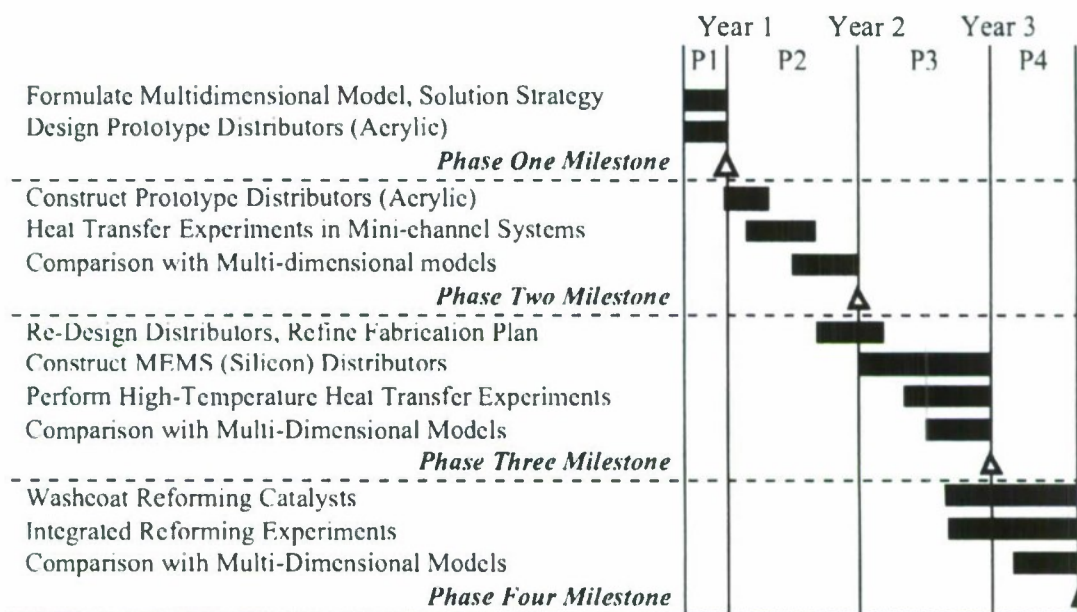 Year 1 Year 2 Year 3
P1 P2 P3 P4
Formulate Multidimensional Model, Solution Strategy
Design Prototype Distributors (Acrylic)
Phase One Milestone
Construct Prototype Distributors (Acrylic)
Heat Transfer Experiments in Mini-channel Systems
Comparison with Multi-dimensional models
Phase Two Milestone
Re-Design Distributors, Refine Fabrication Plan
Construct MEMS (Silicon) Distributors
Perform High-Temperature Heat Transfer Experiments
Comparison with Multi-Dimensional Models
Phase Three Milestone
Washcoat Reforming Catalysts
Integrated Reforming Experiments
Comparison with Multi-Dimensional Models
Phase Four Milestone